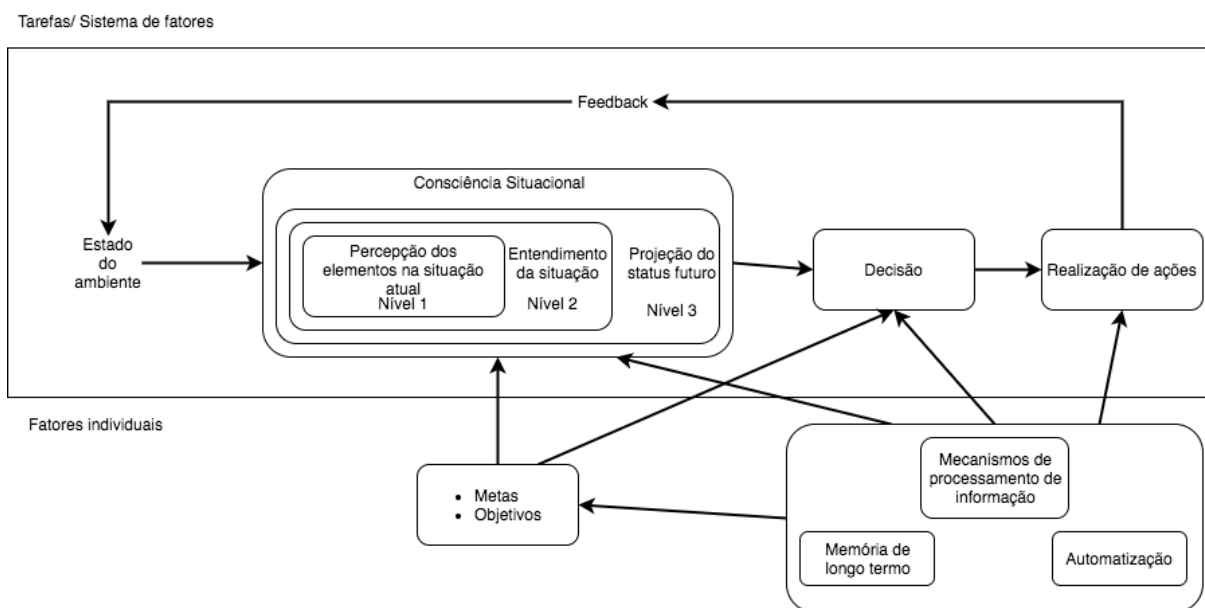 Tarefas/ Sistema de fatores
Feedback
Consciência Situacional
Estado
do
ambiente
Percepção dos
elementos na situação
atual
Nível 1
Entendimento
da situação
Nível 2
Projeção do
status futuro
Nível 3
Decisão
Realização de ações
Fatores individuais
Metas
Objetivos
Mecanismos de
processamento de
informação
Memória de
longo termo
Automatização